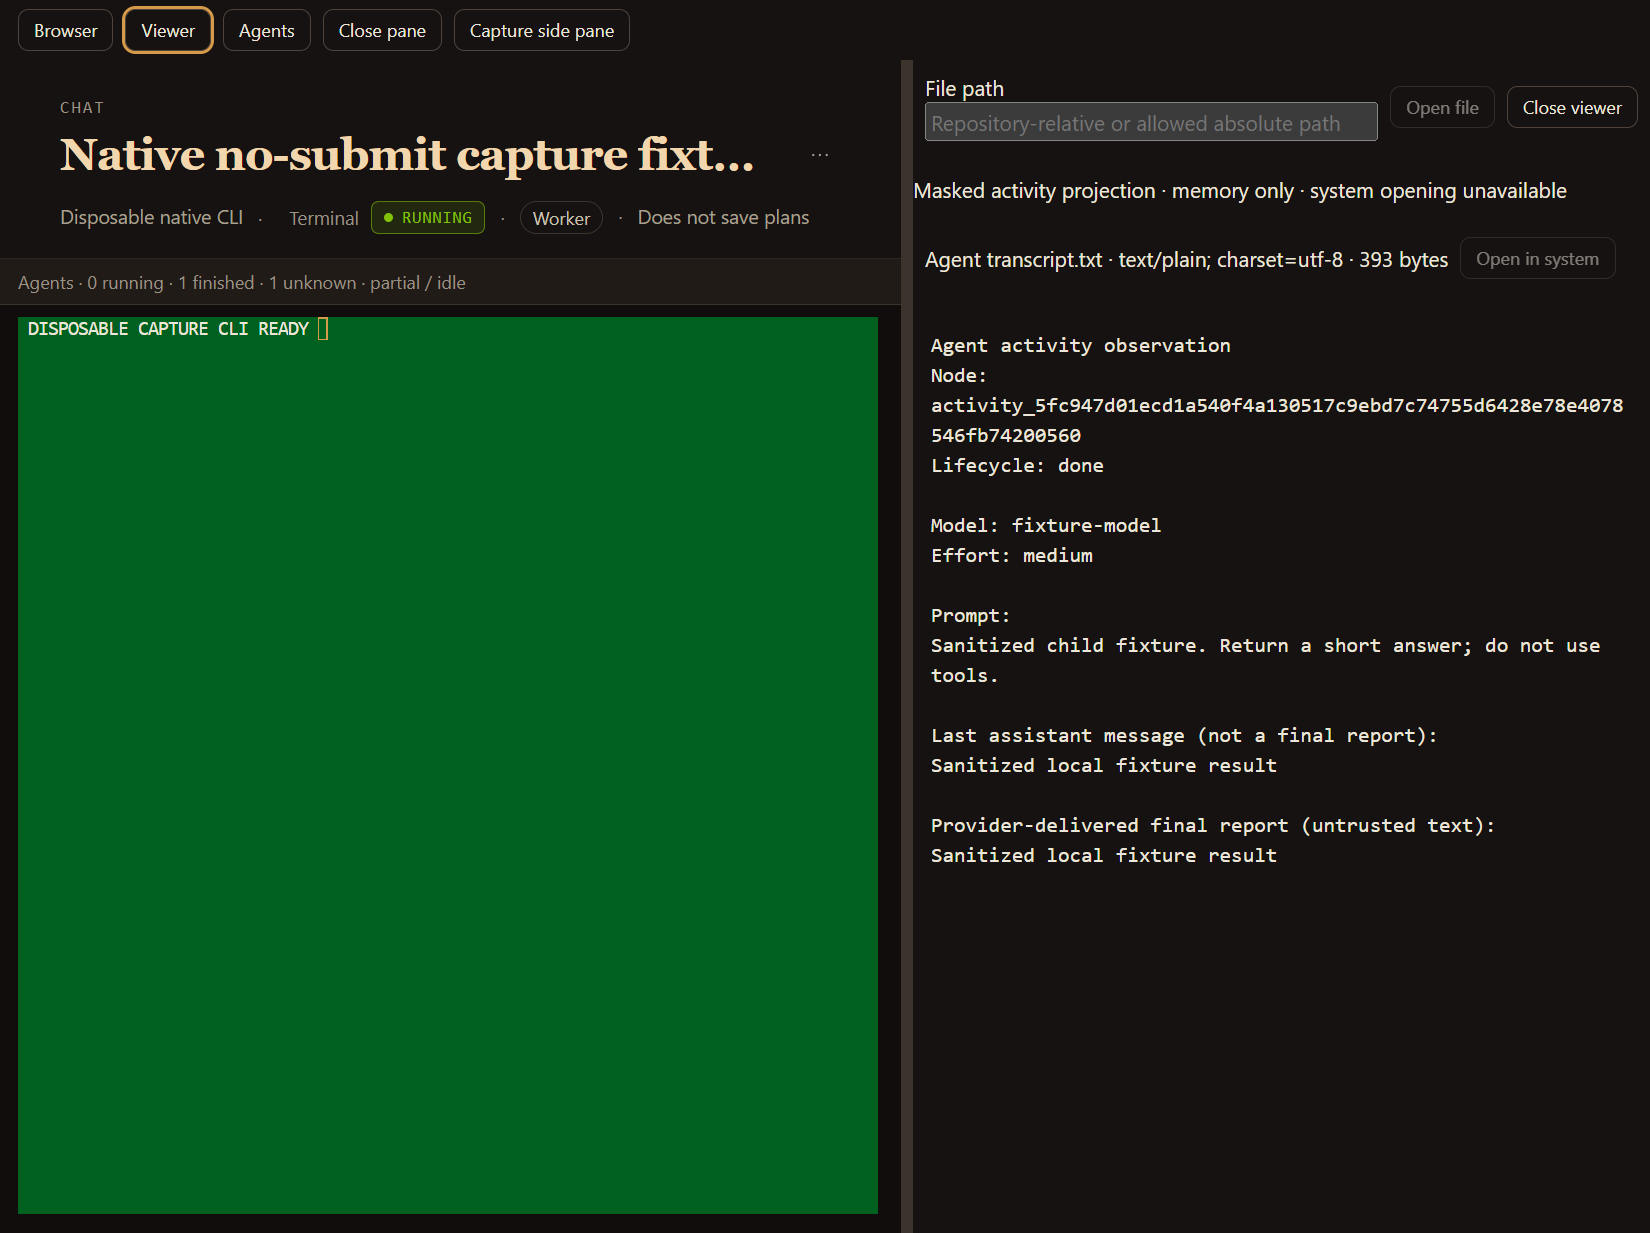 Browser
Viewer
Agents
Close pane
Capture side pane
CHAT
Native no-submit capture fixt...
...
Disposable native CLI · Terminal ● RUNNING · Worker · Does not save plans
Agents · 0 running · 1 finished · 1 unknown · partial / idle
DISPOSABLE CAPTURE CLI READY
File path
Repository-relative or allowed absolute path
Open file
Close viewer
Masked activity projection · memory only · system opening unavailable
Agent transcript.txt · text/plain; charset=utf-8 · 393 bytes
Open in system
Agent activity observation
Node:
activity_5fc947d01ecd1a540f4a130517c9ebd7c74755d6428e78e4078
546fb74200560
Lifecycle: done
Model: fixture-model
Effort: medium
Prompt:
Sanitized child fixture. Return a short answer; do not use
tools.
Last assistant message (not a final report):
Sanitized local fixture result
Provider-delivered final report (untrusted text):
Sanitized local fixture result